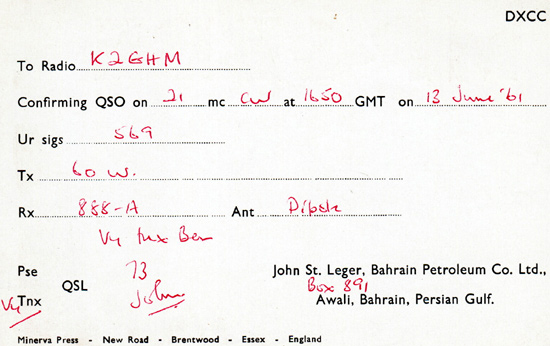 DXCC
To Radio K2GHM
Confirming QSO on 21 mc CW at 1650 GMT on 13 June '61
Ur sigs 569
Tx 60 W.
Rx 888-A Ant Dipole
Vy tnx Ben
Pse 73 John St. Leger, Bahrain Petroleum Co. Ltd.,
QSL Box 891
Vy Tnx John Awali, Bahrain, Persian Gulf.
Minerva Press - New Road - Brentwood - Essex - England